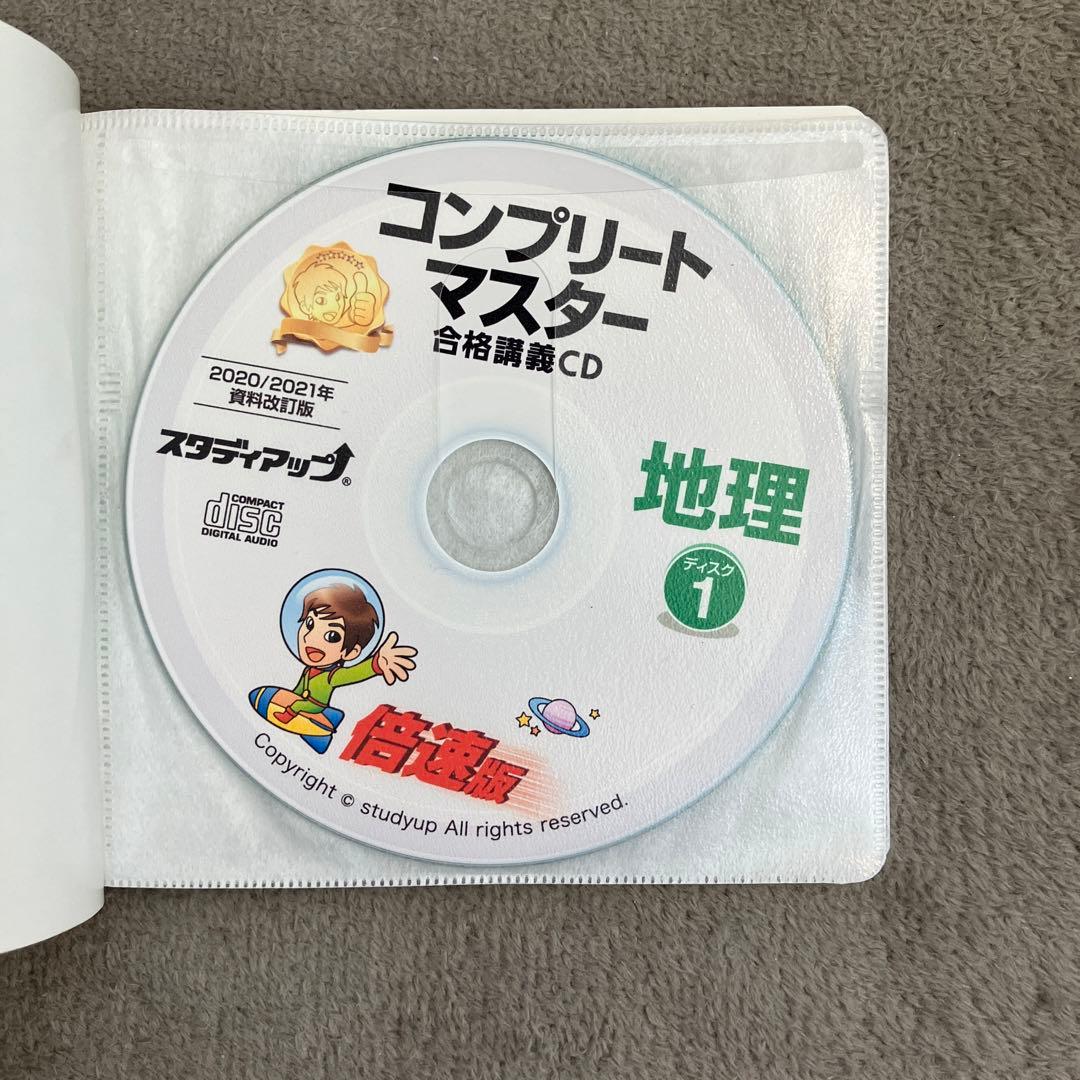 コンプリート
マスター
合格講義CD
2020/2021年
資料改訂版
スタディアップ®
COMPACT
disc
DIGITAL AUDIO
地理
ディスク
1
倍速版
Copyright © studyup All rights reserved.